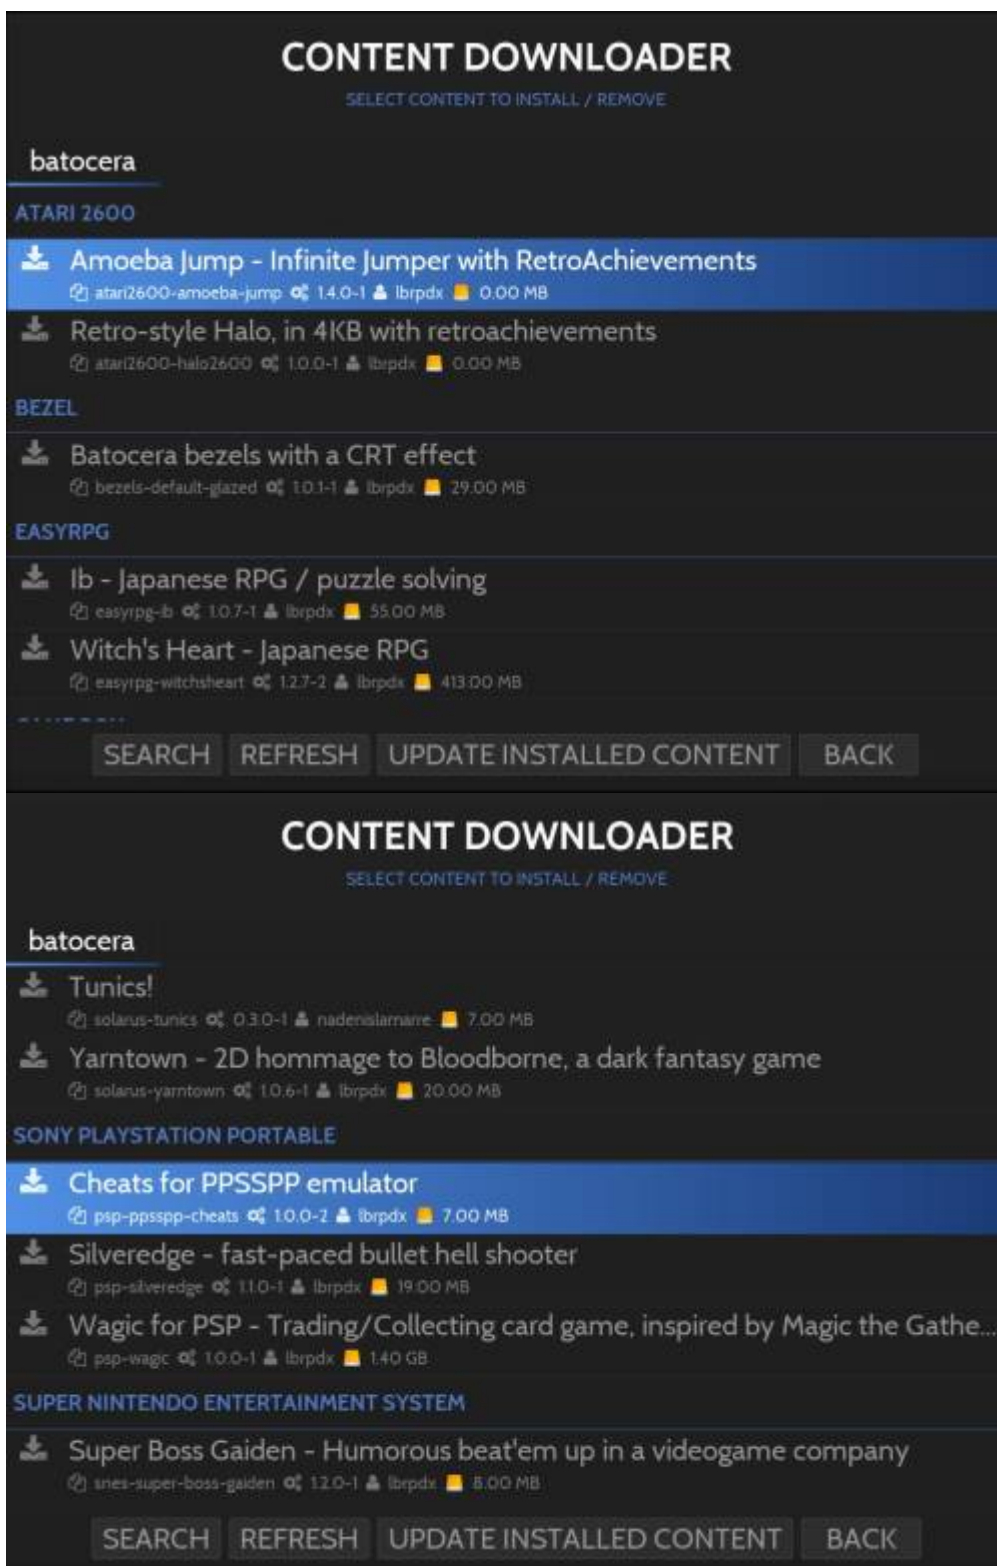 CONTENT DOWNLOADER
SELECT CONTENT TO INSTALL / REMOVE
batocera
ATARI 2600
Amoeba Jump - Infinite Jumper with RetroAchievements
atari2600-amoeba-jump 1.4.0-1 lbrpdx 0.00 MB
Retro-style Halo, in 4KB with retroachievements
atari2600-halo2600 1.0.0-1 lbrpdx 0.00 MB
BEZEL
Batocera bezels with a CRT effect
bezels-default-glazed 1.0.1-1 lbrpdx 29.00 MB
EASYRPG
Ib - Japanese RPG / puzzle solving
easyrpg-ib 1.0.7-1 lbrpdx 55.00 MB
Witch's Heart - Japanese RPG
easyrpg-witchsheart 1.2.7-2 lbrpdx 413.00 MB
SEARCH REFRESH UPDATE INSTALLED CONTENT BACK
CONTENT DOWNLOADER
SELECT CONTENT TO INSTALL / REMOVE
batocera
Tunics!
solarus-tunics 0.3.0-1 nadenislamarre 7.00 MB
Yarntown - 2D hommage to Bloodborne, a dark fantasy game
solarus-yarntown 1.0.6-1 lbrpdx 20.00 MB
SONY PLAYSTATION PORTABLE
Cheats for PPSSPP emulator
psp-ppsspp-cheats 1.0.0-2 lbrpdx 7.00 MB
Silveredge - fast-paced bullet hell shooter
psp-silveredge 1.1.0-1 lbrpdx 19.00 MB
Wagic for PSP - Trading/Collecting card game, inspired by Magic the Gathe...
psp-wagic 1.0.0-1 lbrpdx 1.40 GB
SUPER NINTENDO ENTERTAINMENT SYSTEM
Super Boss Gaiden - Humorous beat'em up in a videogame company
snes-super-boss-gaiden 1.2.0-1 lbrpdx 8.00 MB
SEARCH REFRESH UPDATE INSTALLED CONTENT BACK